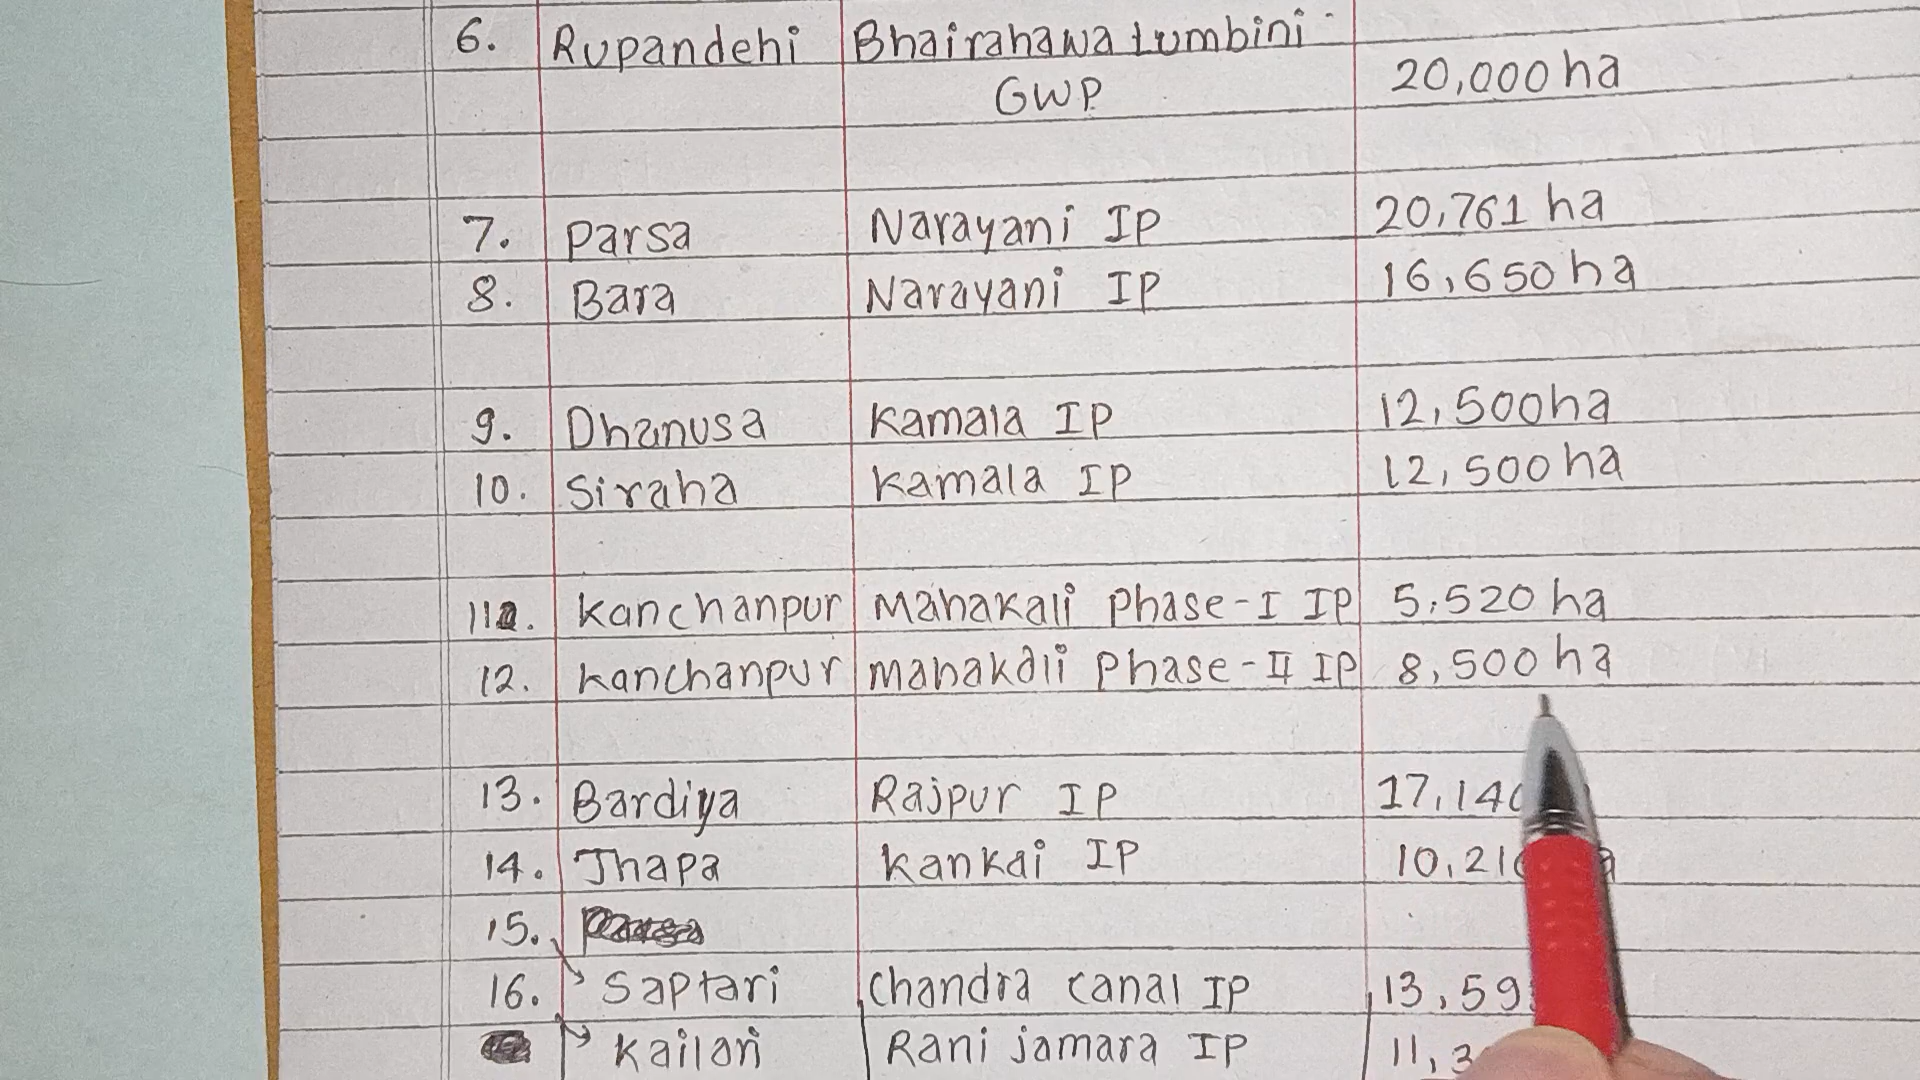 6. Rupandehi Bhairahawa Lumbini
GWP 20,000 ha
7. Parsa Narayani IP 20,761 ha
8. Bara Narayani IP 16,650 ha
9. Dhanusa Kamala IP 12,500 ha
10. Siraha Kamala IP 12,500 ha
11. Kanchanpur Mahakali Phase-I IP 5,520 ha
12. Kanchanpur Mahakali Phase-II IP 8,500 ha
13. Bardiya Rajpur IP
14. Jhapa Kankai IP
15.
16. Saptari Chandra Canal IP
Kailari Rani jamara IP